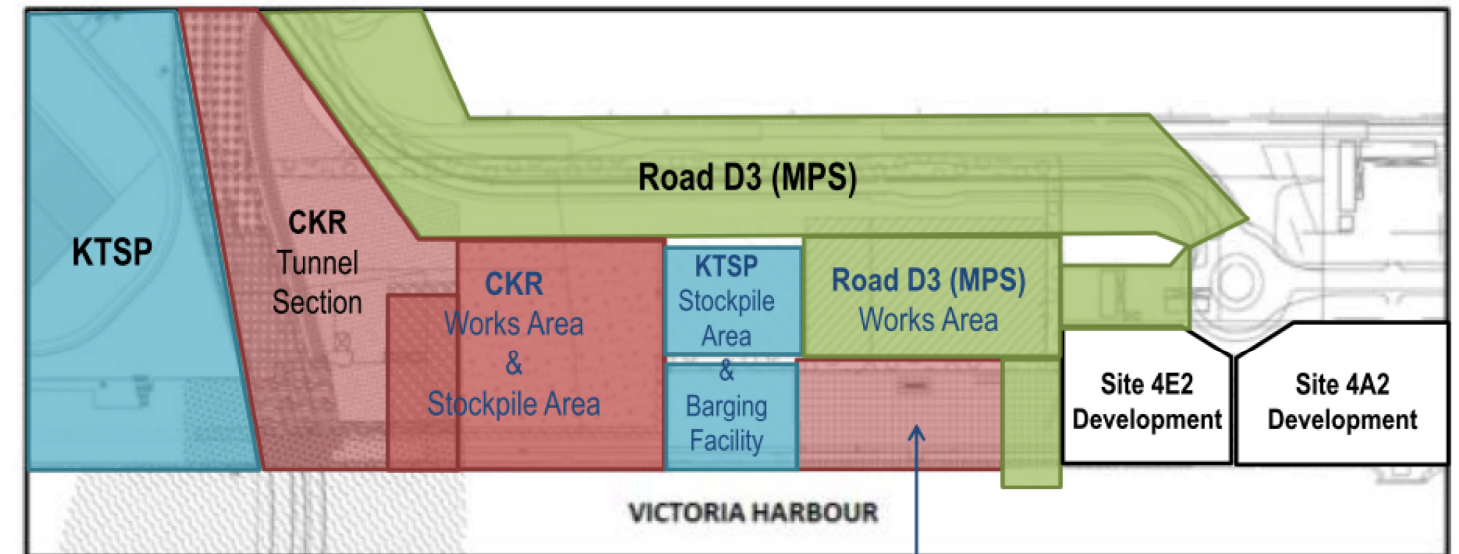 Road D3 (MPS)
KTSP
CKR
Tunnel
Section
CKR
Works Area
&
Stockpile Area
KTSP
Stockpile
Area
&
Barging
Facility
Road D3 (MPS)
Works Area
Site 4E2
Development
Site 4A2
Development
VICTORIA HARBOUR